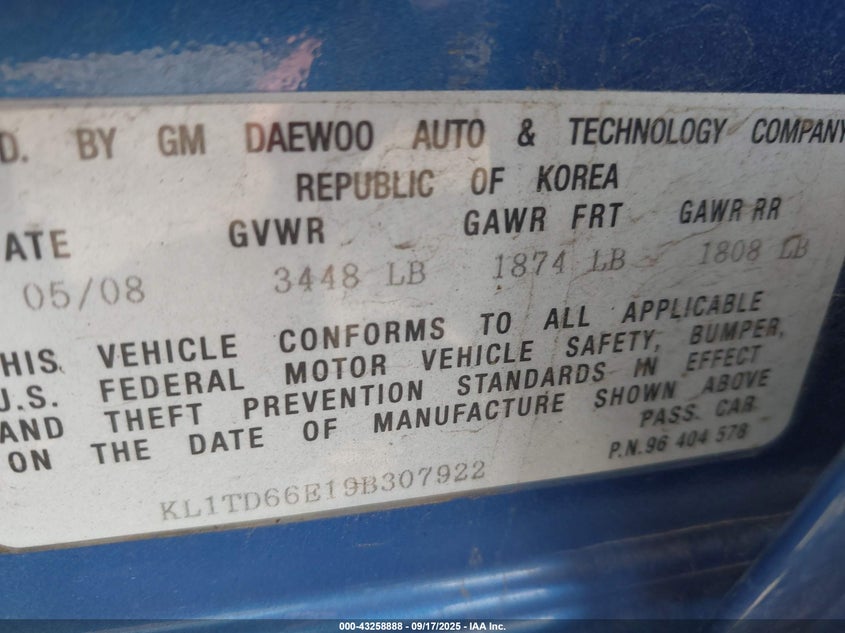 D. BY GM DAEWOO AUTO & TECHNOLOGY COMPANY
REPUBLIC OF KOREA
ATE GVWR GAWR FRT GAWR RR
05/08 3448 LB 1874 LB 1808 LB
HIS VEHICLE CONFORMS TO ALL APPLICABLE
U.S. FEDERAL MOTOR VEHICLE SAFETY, BUMPER,
AND THEFT PREVENTION STANDARDS IN EFFECT
ON THE DATE OF MANUFACTURE SHOWN ABOVE
PASS. CAR
P.N.96 404 578
KL1TD66E19B307922
000-43258888 - 09/17/2025 - IAA Inc.